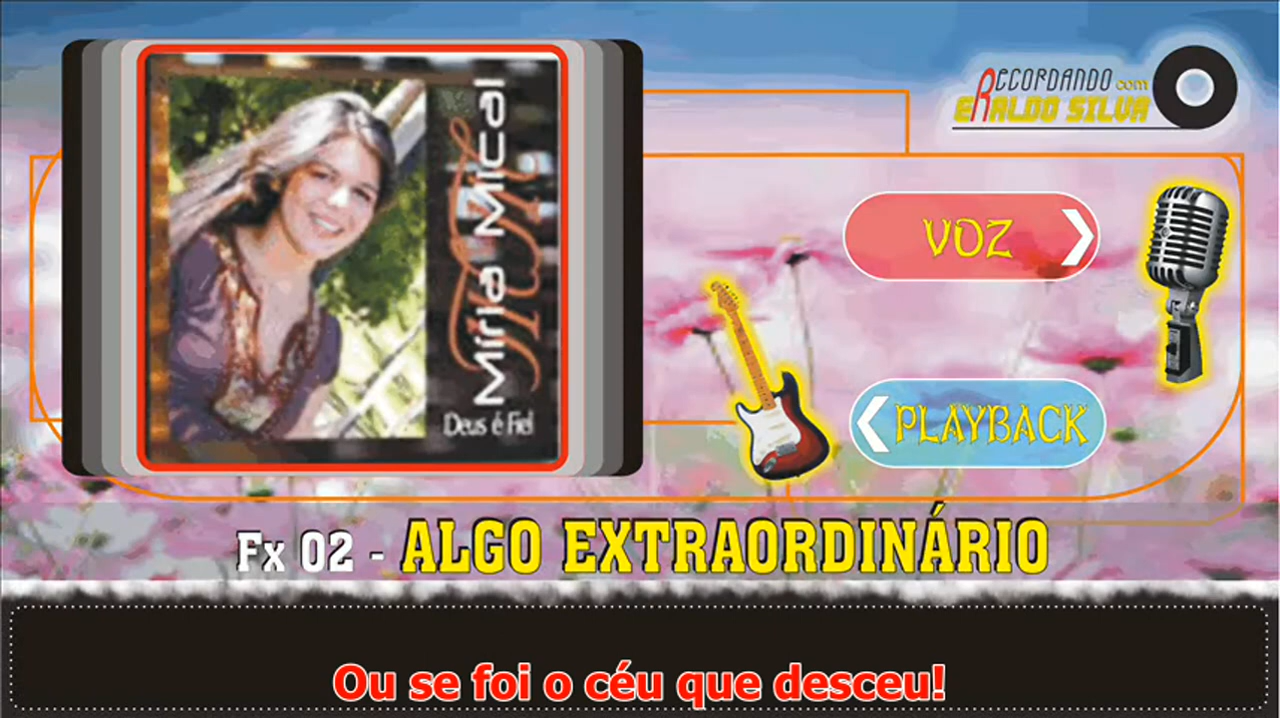 RECORDANDO com
ERALDO SILVA
Míria Mical
Deus é Fiel
VOZ
PLAYBACK
Fx 02 - ALGO EXTRAORDINÁRIO
Ou se foi o céu que desceu!